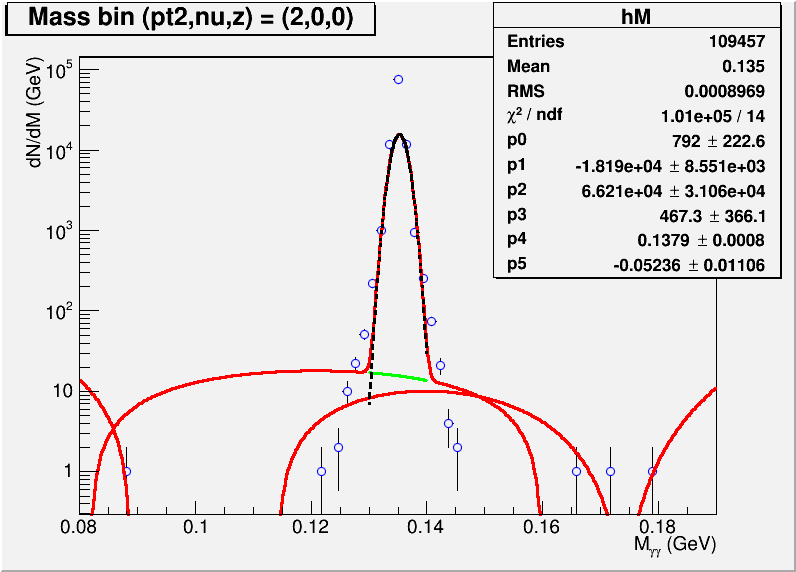 Mass bin (pt2,nu,z) = (2,0,0)
hM
Entries 109457
Mean 0.135
RMS 0.0008969
χ² / ndf 1.01e+05 / 14
p0 792 ± 222.6
p1 -1.819e+04 ± 8.551e+03
p2 6.621e+04 ± 3.106e+04
p3 467.3 ± 366.1
p4 0.1379 ± 0.0008
p5 -0.05236 ± 0.01106
dN/dM (GeV)
10⁵
10⁴
10³
10²
10
1
0.08 0.1 0.12 0.14 0.16 0.18
Mγγ (GeV)